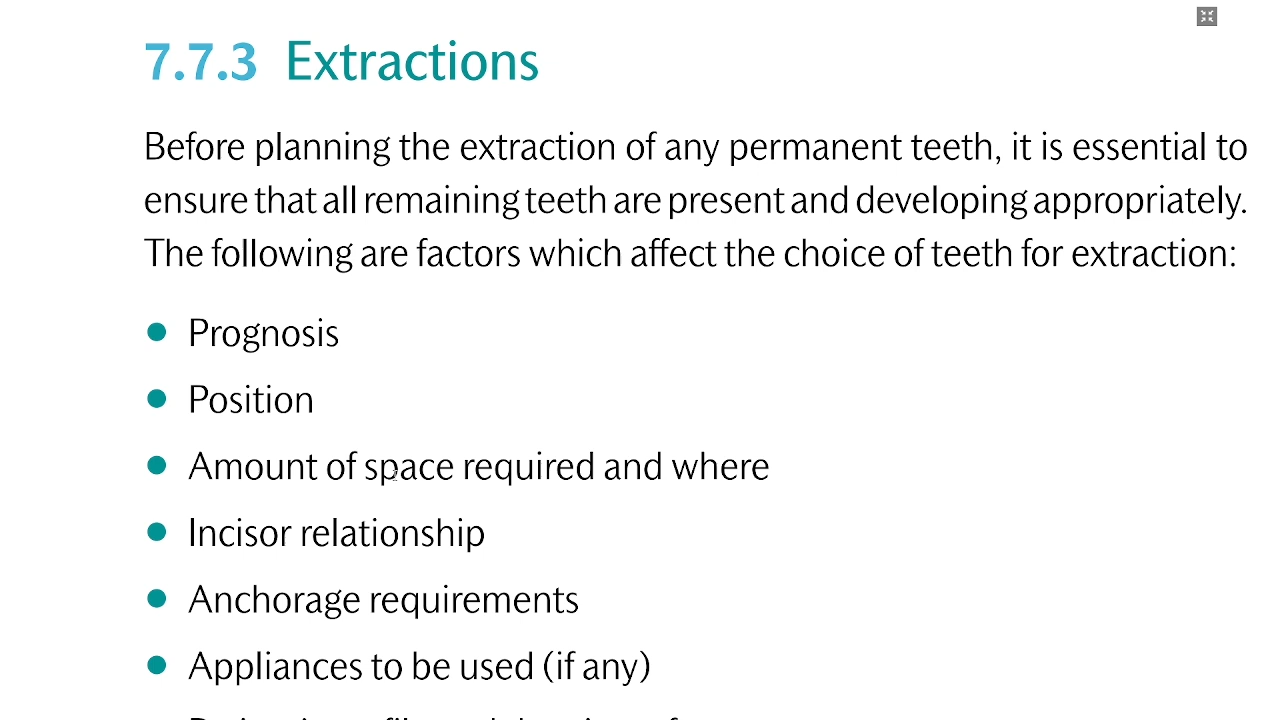 7.7.3 Extractions
Before planning the extraction of any permanent teeth, it is essential to
ensure that all remaining teeth are present and developing appropriately.
The following are factors which affect the choice of teeth for extraction:
● Prognosis
● Position
● Amount of space required and where
● Incisor relationship
● Anchorage requirements
● Appliances to be used (if any)